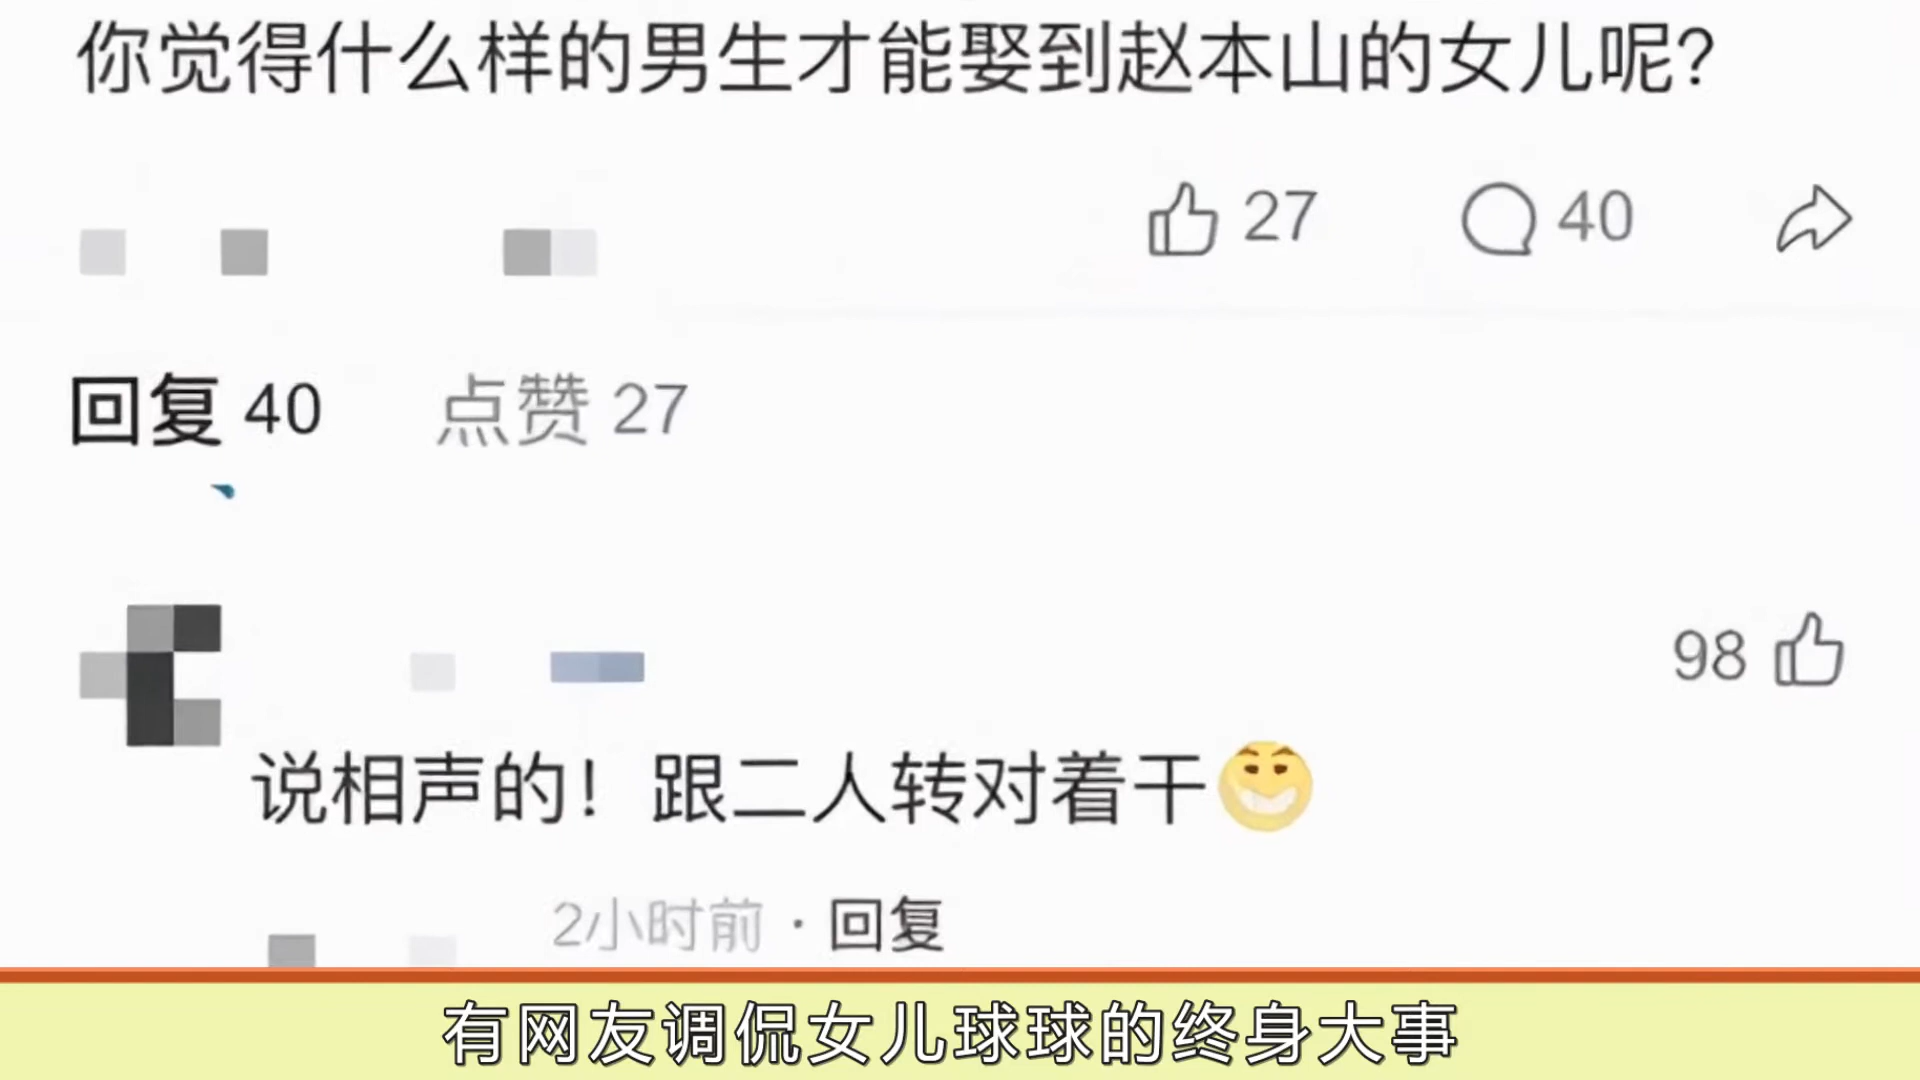 你觉得什么样的男生才能娶到赵本山的女儿呢?
27 40
回复 40 点赞 27
98
说相声的！跟二人转对着干
2小时前 · 回复
有网友调侃女儿球球的终身大事